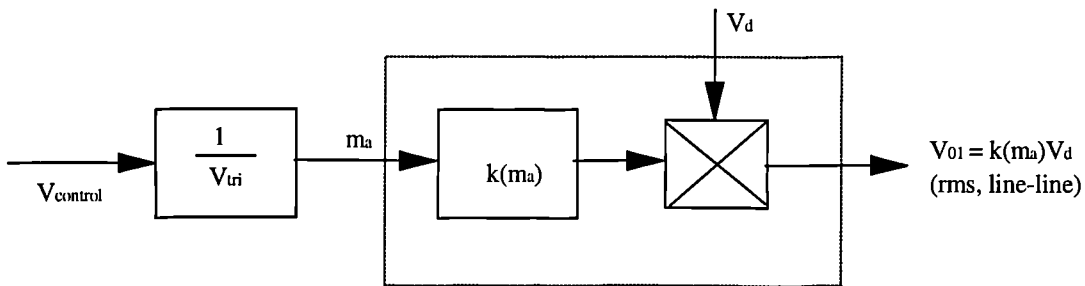 Vd
1
Vtri
ma
k(ma)
Vcontrol
V01 = k(ma)Vd
(rms, line-line)